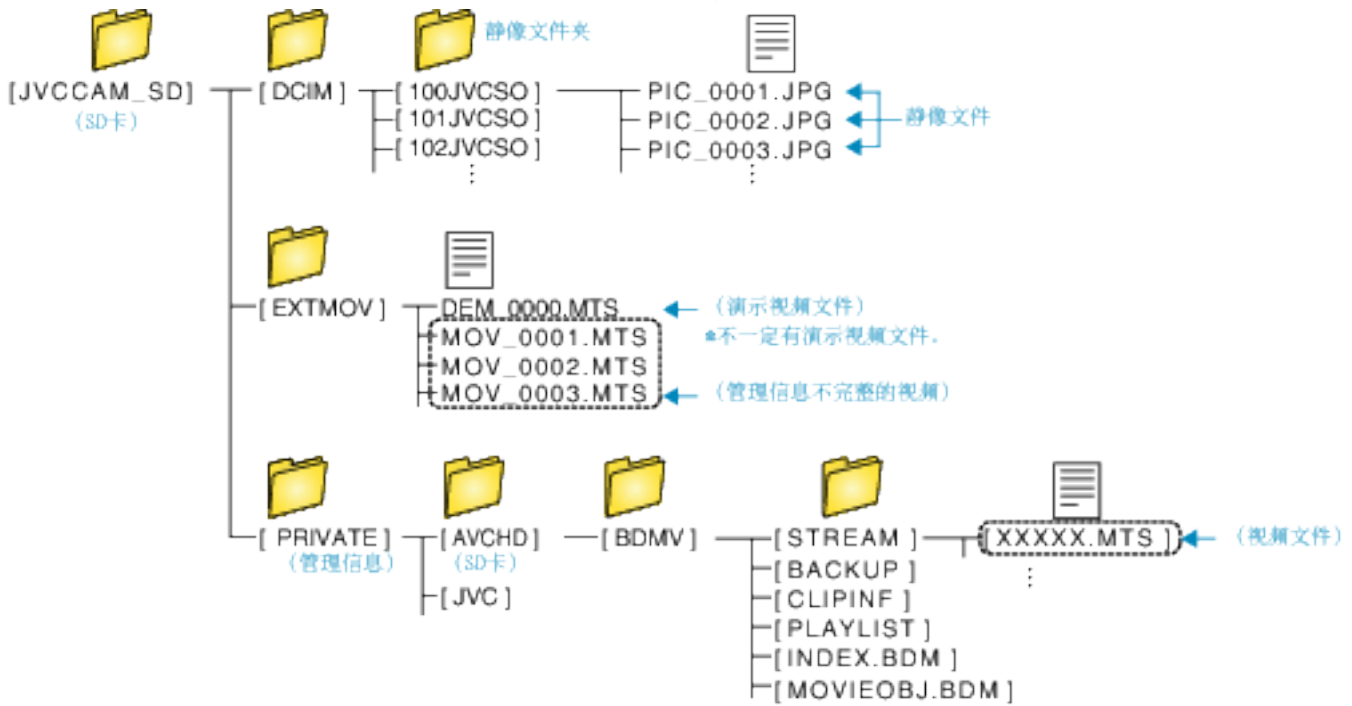 静像文件夹
[JVCCAM_SD]
(SD卡)
[DCIM]
[100JVCSO]
[101JVCSO]
[102JVCSO]
PIC_0001.JPG
PIC_0002.JPG
PIC_0003.JPG
静像文件
[EXTMOV]
DEM_0000.MTS
(演示视频文件)
*不一定有演示视频文件.
MOV_0001.MTS
MOV_0002.MTS
MOV_0003.MTS
(管理信息不完整的视频)
[PRIVATE]
(管理信息)
[AVCHD]
(SD卡)
[JVC]
[BDMV]
[STREAM]
[BACKUP]
[CLIPINF]
[PLAYLIST]
[INDEX.BDM]
[MOVIEOBJ.BDM]
[XXXXX.MTS]
(视频文件)